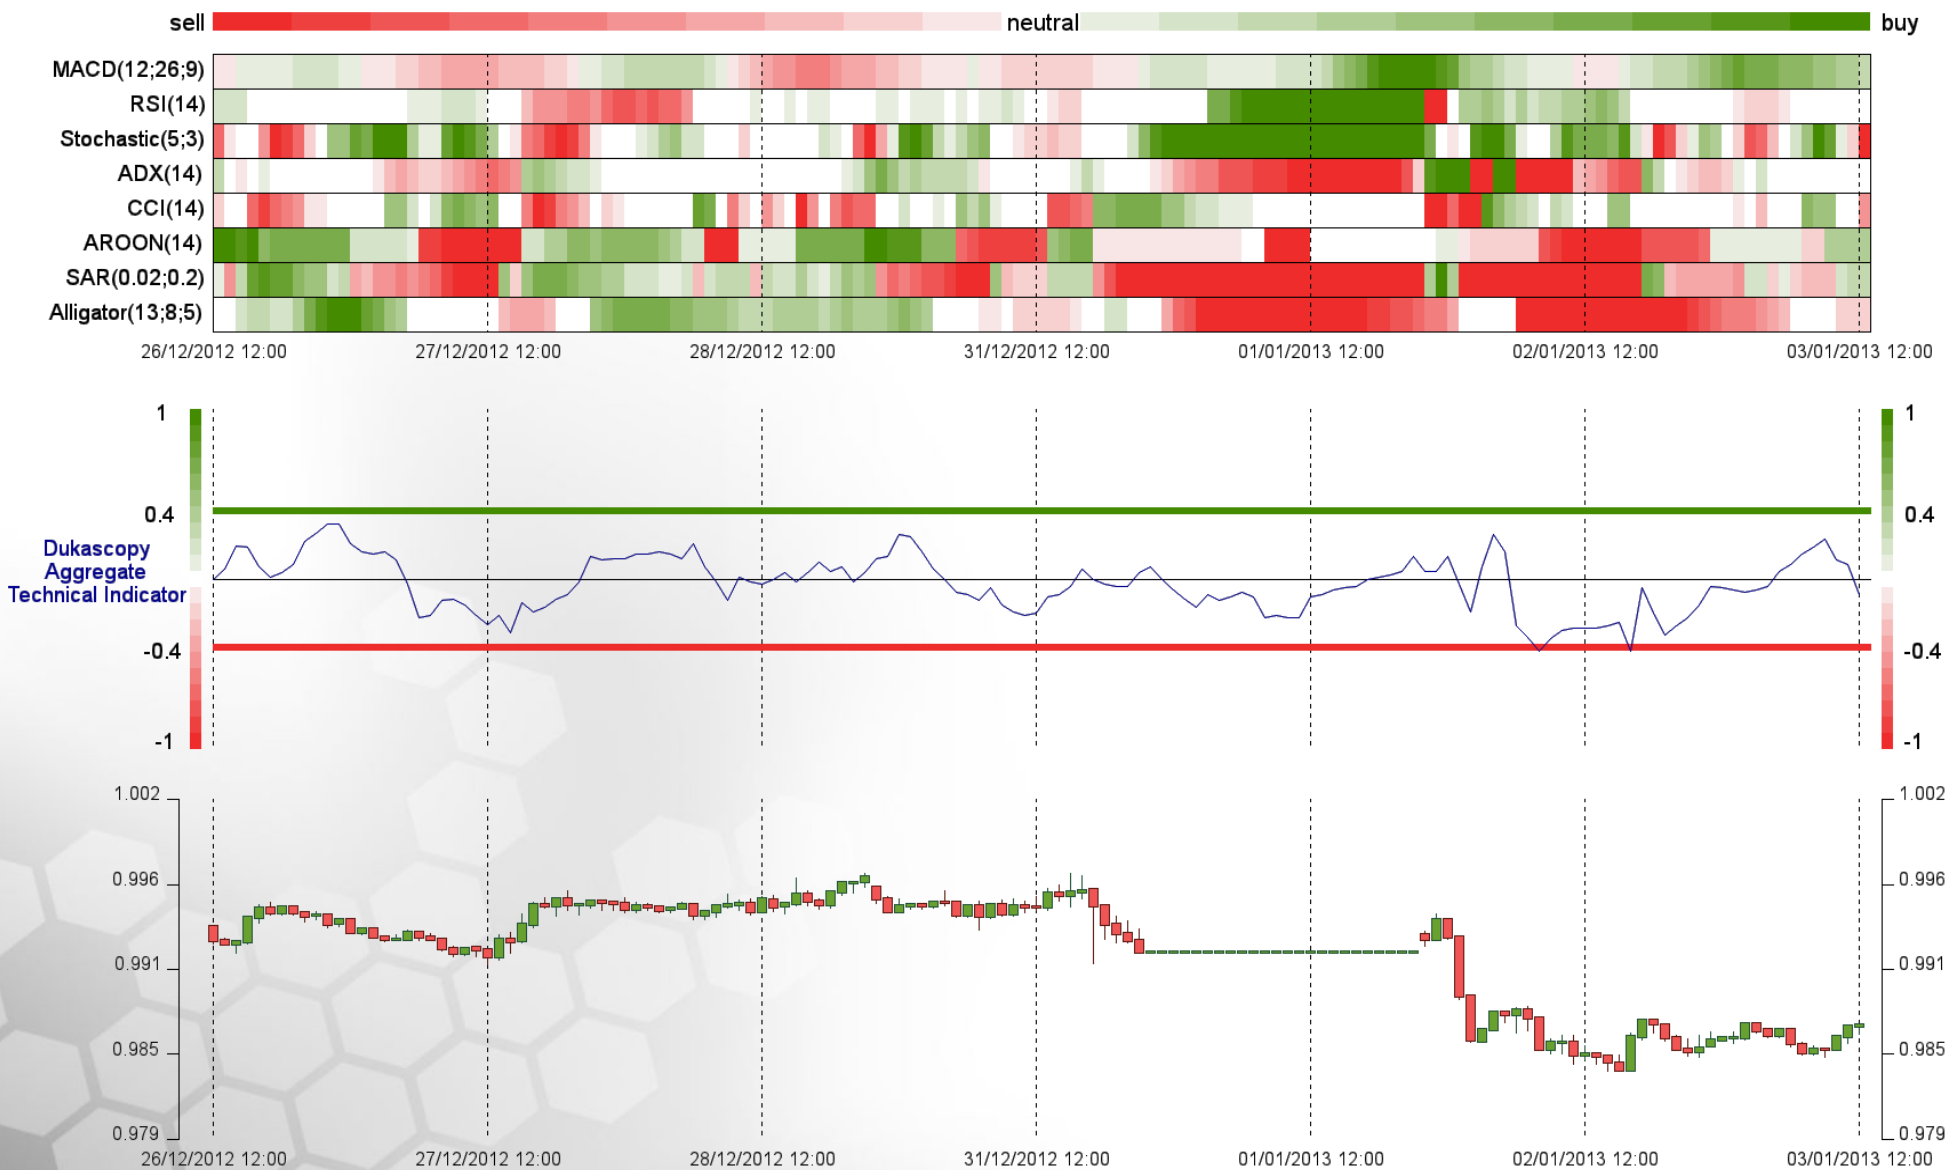 sell neutral buy
MACD(12;26;9)
RSI(14)
Stochastic(5;3)
ADX(14)
CCI(14)
AROON(14)
SAR(0.02;0.2)
Alligator(13;8;5)
26/12/2012 12:00 27/12/2012 12:00 28/12/2012 12:00 31/12/2012 12:00 01/01/2013 12:00 02/01/2013 12:00 03/01/2013 12:00
1 1
0.4 0.4
Dukascopy
Aggregate
Technical Indicator
-0.4 -0.4
-1 -1
1.002 1.002
0.996 0.996
0.991 0.991
0.985 0.985
0.979 0.979
26/12/2012 12:00 27/12/2012 12:00 28/12/2012 12:00 31/12/2012 12:00 01/01/2013 12:00 02/01/2013 12:00 03/01/2013 12:00